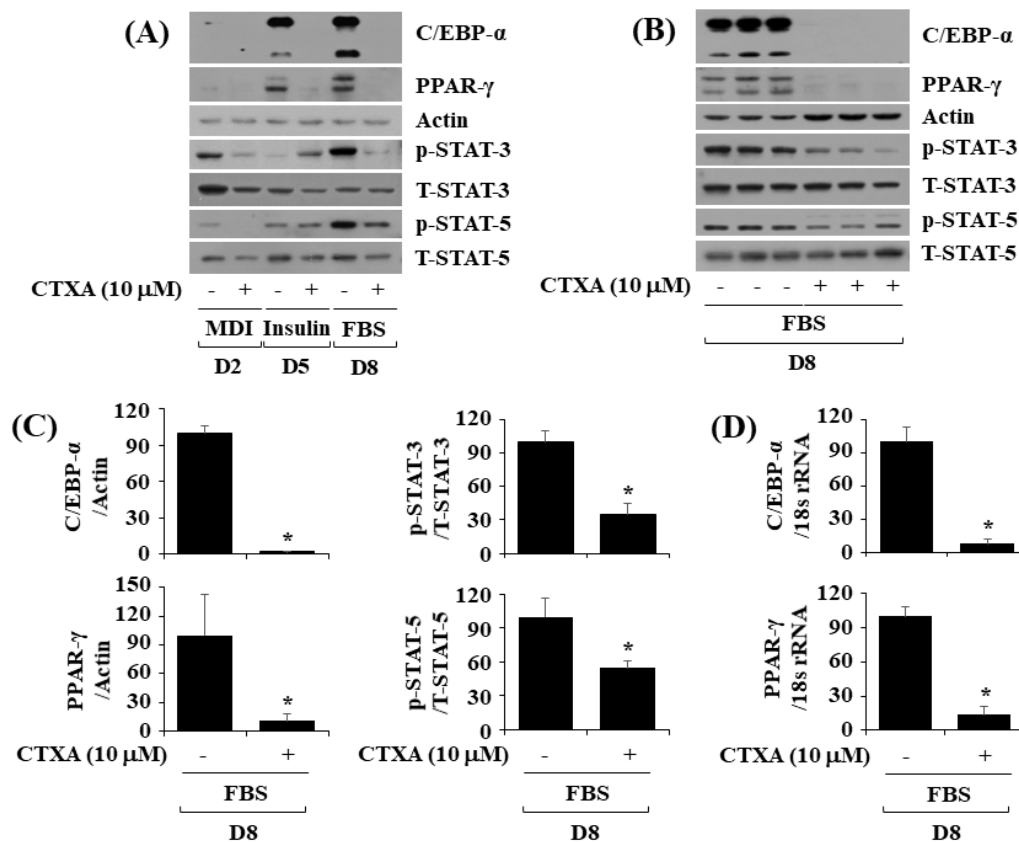 (A)
C/EBP-α
PPAR-γ
Actin
p-STAT-3
T-STAT-3
p-STAT-5
T-STAT-5
CTXA (10 μM) - + - + - +
MDI Insulin FBS
D2 D5 D8
(B)
C/EBP-α
PPAR-γ
Actin
p-STAT-3
T-STAT-3
p-STAT-5
T-STAT-5
CTXA (10 μM) - - - + + +
FBS
D8
(C)
C/EBP-α
/Actin
120
90
60
30
0
*
PPAR-γ
/Actin
150
120
90
60
30
0
*
CTXA (10 μM) - +
FBS
D8
p-STAT-3
/T-STAT-3
120
90
60
30
0
*
p-STAT-5
/T-STAT-5
120
90
60
30
0
*
CTXA (10 μM) - +
FBS
D8
(D)
C/EBP-α
/18s rRNA
120
90
60
30
0
*
PPAR-γ
/18s rRNA
120
90
60
30
0
*
CTXA (10 μM) - +
FBS
D8